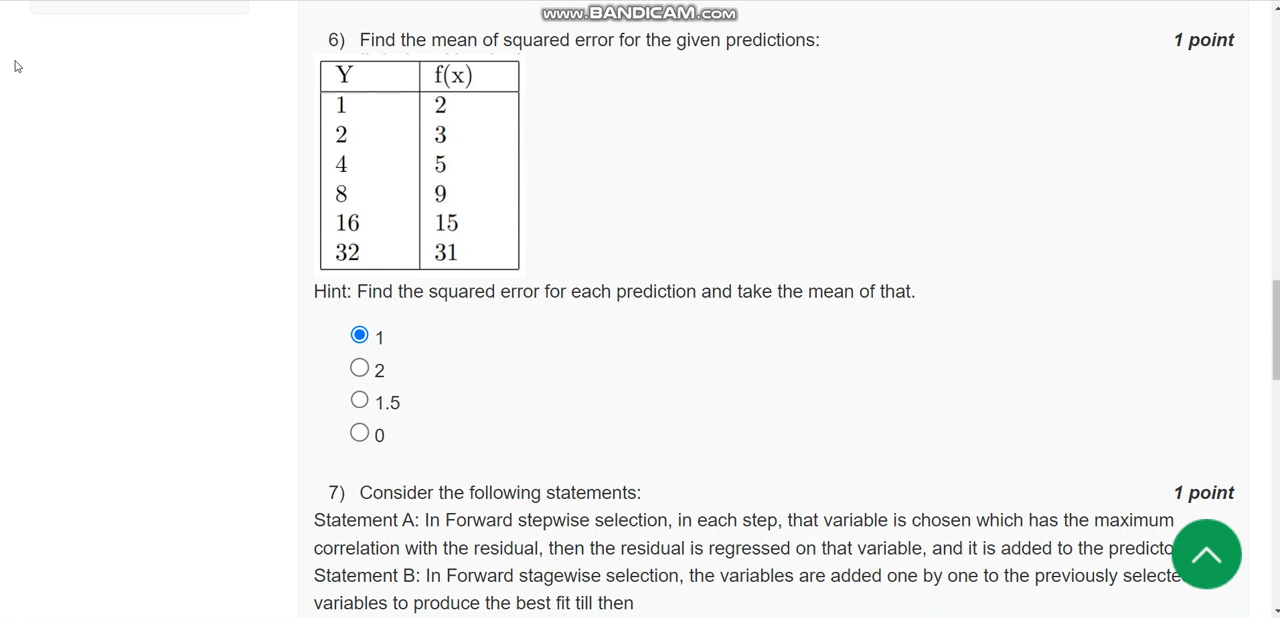 www.BANDICAM.com
6) Find the mean of squared error for the given predictions: 1 point
Y f(x)
1 2
2 3
4 5
8 9
16 15
32 31
Hint: Find the squared error for each prediction and take the mean of that.
1
2
1.5
0
7) Consider the following statements: 1 point
Statement A: In Forward stepwise selection, in each step, that variable is chosen which has the maximum
correlation with the residual, then the residual is regressed on that variable, and it is added to the predicto
Statement B: In Forward stagewise selection, the variables are added one by one to the previously selecte
variables to produce the best fit till then